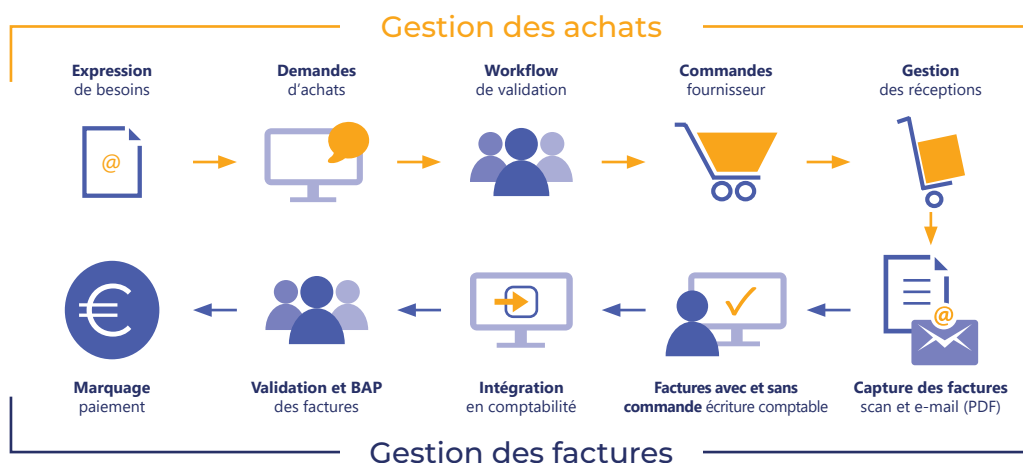 Gestion des achats
Expression
de besoins
Demandes
d'achats
Workflow
de validation
Commandes
fournisseur
Gestion
des réceptions
@
@
Marquage
paiement
Validation et BAP
des factures
Intégration
en comptabilité
Factures avec et sans
commande écriture comptable
Capture des factures
scan et e-mail (PDF)
Gestion des factures